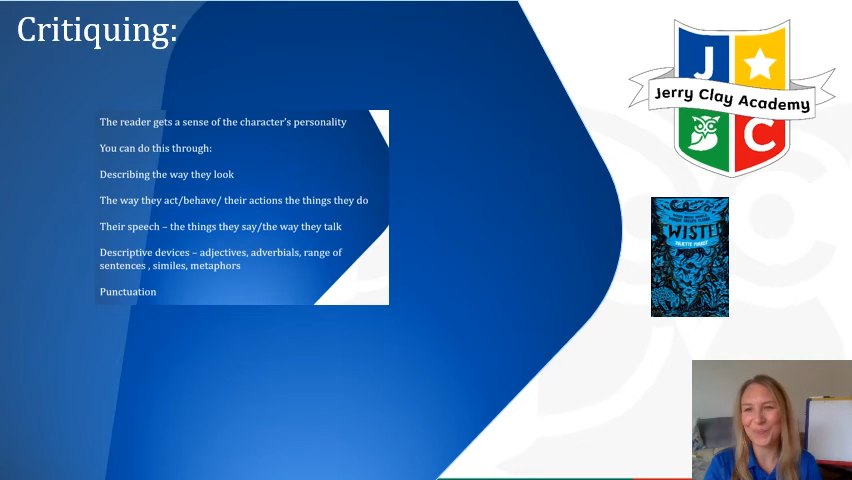 Critiquing:
J
C
Jerry Clay Academy
The reader gets a sense of the character's personality
You can do this through:
Describing the way they look
The way they act/behave/ their actions the things they do
Their speech – the things they say/the way they talk
Descriptive devices – adjectives, adverbials, range of
sentences , similes, metaphors
Punctuation